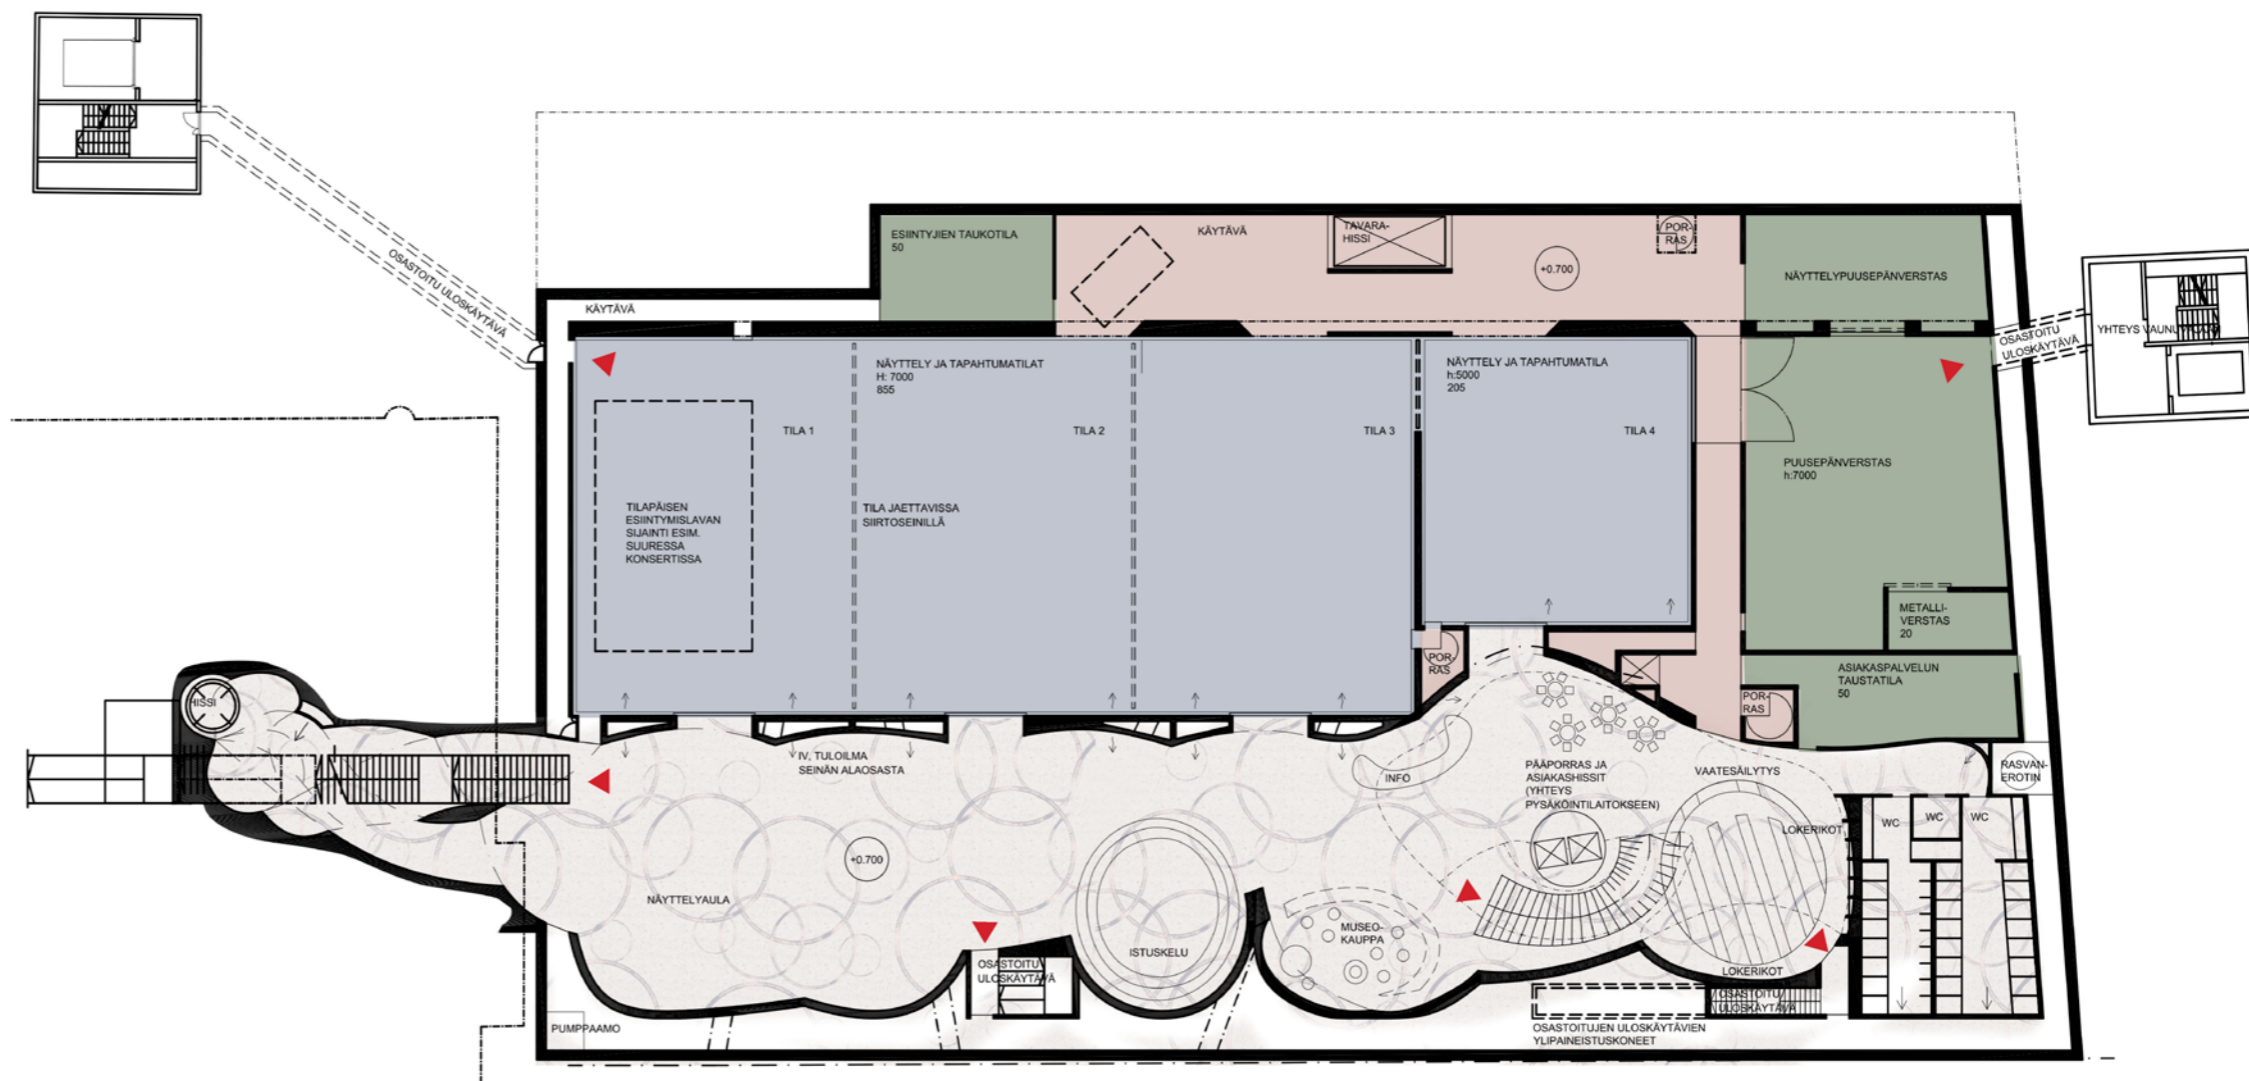 OSASTOITU ULOSKÄYTÄVÄ
ESIINTYJIEN TAUKOTILA
50
KÄYTÄVÄ
TAVARA-
HISSI
POR-
RAS
+0.700
NÄYTTELYPUUSEPÄNVERSTAS
KÄYTÄVÄ
OSASTOITU
ULOSKÄYTÄVÄ
NÄYTTELY JA TAPAHTUMATILAT
H: 7000
855
NÄYTTELY JA TAPAHTUMATILA
h:5000
205
TILA 1
TILA 2
TILA 3
TILA 4
PUUSEPÄNVERSTAS
h:7000
TILAPÄISEN
ESIINTYMISLAVAN
SIJAINTI ESIM.
SUURESSA
KONSERTISSA
TILA JAETTAVISSA
SIIRTOSEINILLÄ
METALLI-
VERSTAS
20
POR-
RAS
ASIAKASPALVELUN
TAUSTATILA
50
POR-
RAS
HISSI
IV, TULOILMA
SEINÄN ALAOSASTA
INFO
PÄÄPORRAS JA
ASIAKASHISSIT
(YHTEYS
PYSÄKÖINTILAITOKSEEN)
VAATESÄILYTYS
RASVAN-
EROTIN
LOKERIKOT
WC
WC
WC
+0.700
NÄYTTELYAULA
MUSEO-
KAUPPA
ISTUSKELU
OSASTOITU
ULOSKÄYTÄVÄ
LOKERIKOT
OSASTOITU
ULOSKÄYTÄVÄ
PUMPPAAMO
OSASTOITUJEN ULOSKÄYTÄVIEN
YLIPAINEISTUSKONEET
YHTEYS